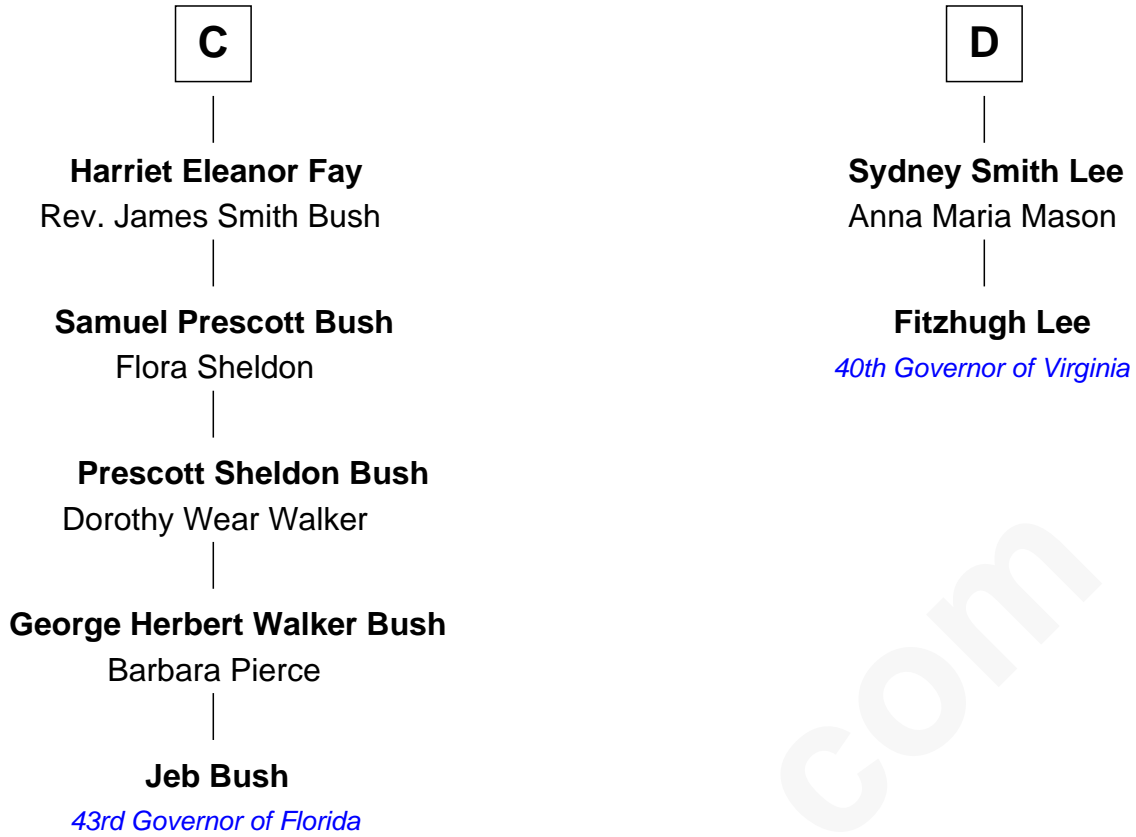 C
Harriet Eleanor Fay
Rev. James Smith Bush
Samuel Prescott Bush
Flora Sheldon
Prescott Sheldon Bush
Dorothy Wear Walker
George Herbert Walker Bush
Barbara Pierce
Jeb Bush
43rd Governor of Florida
D
Sydney Smith Lee
Anna Maria Mason
Fitzhugh Lee
40th Governor of Virginia
com